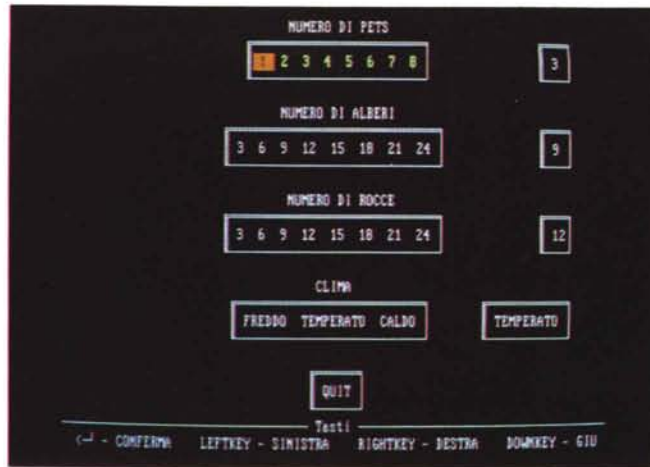 NUMERO DI PETS
1 2 3 4 5 6 7 8 3
NUMERO DI ALBERI
3 6 9 12 15 18 21 24 9
NUMERO DI ROCCE
3 6 9 12 15 18 21 24 12
CLIMA
FREDDO TEMPERATO CALDO TEMPERATO
QUIT
Tasti
<┘ - CONFERMA LEFTKEY - SINISTRA RIGHTKEY - DESTRA DOWNKEY - GIU